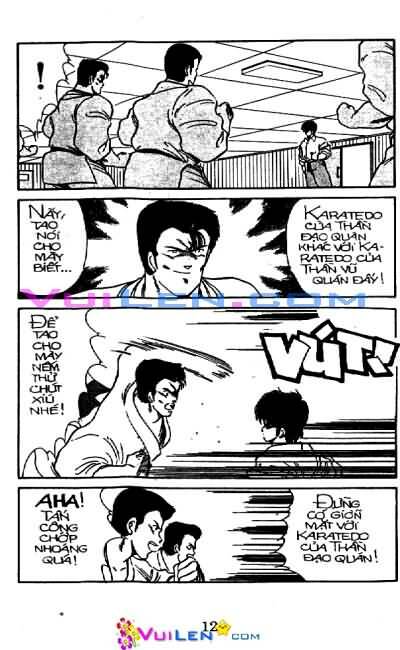 !
NÀY,
TAO
NÓI
CHO
MÀY
BIẾT...
KARATEDO
CỦA THẦN
ĐẠO QUÁN
KHÁC VỚI KA-
RATEDO CỦA
THẦN VŨ
QUÁN ĐẤY!
VUILEN.COM
ĐỂ
TAO
CHO
MÀY
NẾM
THỬ
CHÚT
XÍU
NHÉ!
VÚT!
AHA!
TẤN
CÔNG
CHỚP
NHOÁNG
QUÁ!
ĐỪNG
CÓ GIỠN
MẶT VỚI
KARATEDO
CỦA THẦN
ĐẠO QUÁN!
12
VUILEN.COM